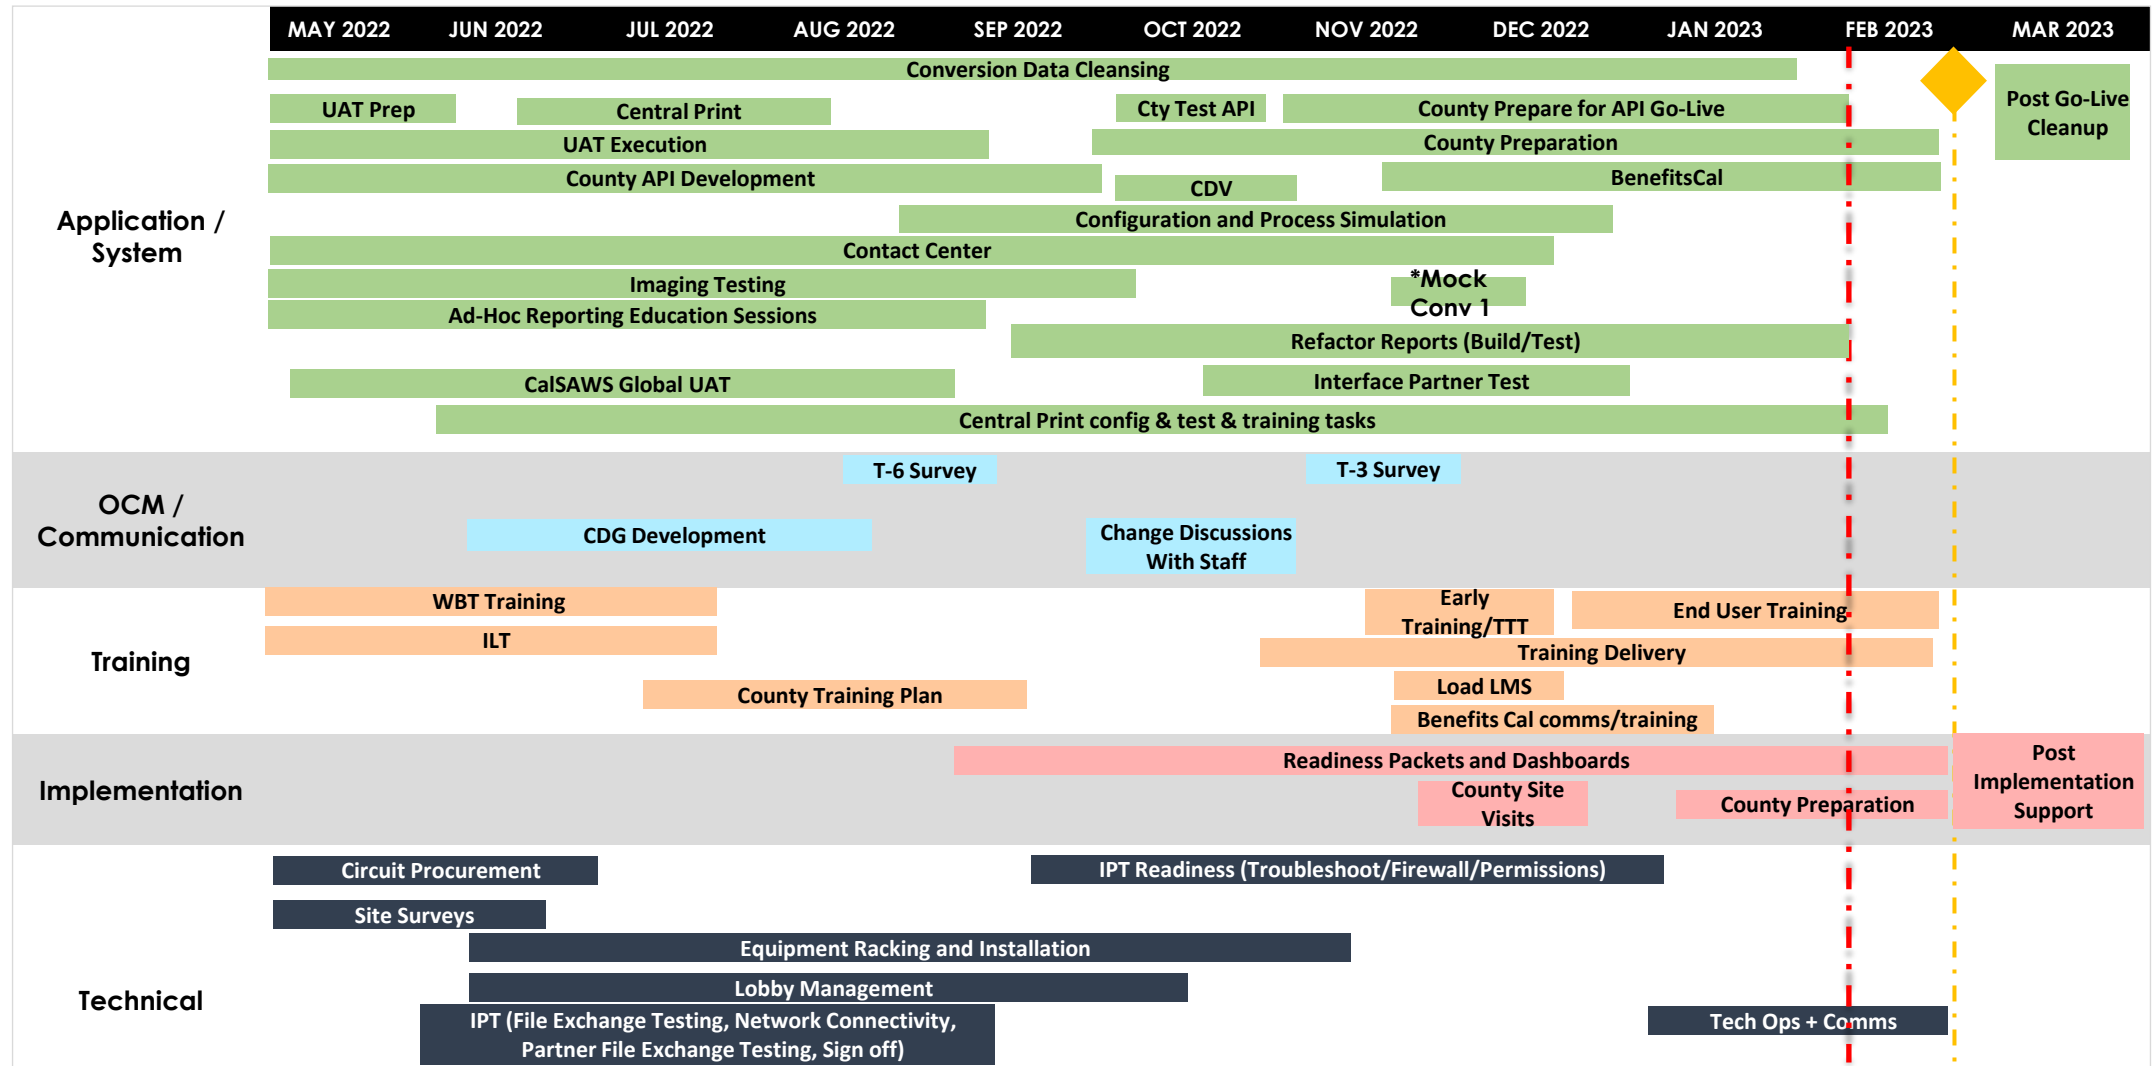 MAY 2022 JUN 2022 JUL 2022 AUG 2022 SEP 2022 OCT 2022 NOV 2022 DEC 2022 JAN 2023 FEB 2023 MAR 2023
Application /
System
Conversion Data Cleansing
UAT Prep
Central Print
Cty Test API
County Prepare for API Go-Live
Post Go-Live
Cleanup
UAT Execution
County Preparation
County API Development
CDV
BenefitsCal
Configuration and Process Simulation
Contact Center
Imaging Testing
*Mock
Conv 1
Ad-Hoc Reporting Education Sessions
Refactor Reports (Build/Test)
CalSAWS Global UAT
Interface Partner Test
Central Print config & test & training tasks
OCM /
Communication
T-6 Survey
T-3 Survey
CDG Development
Change Discussions
With Staff
Training
WBT Training
Early
Training/TTT
End User Training
ILT
Training Delivery
County Training Plan
Load LMS
Benefits Cal comms/training
Implementation
Readiness Packets and Dashboards
County Site
Visits
County Preparation
Post
Implementation
Support
Technical
Circuit Procurement
IPT Readiness (Troubleshoot/Firewall/Permissions)
Site Surveys
Equipment Racking and Installation
Lobby Management
IPT (File Exchange Testing, Network Connectivity,
Partner File Exchange Testing, Sign off)
Tech Ops + Comms